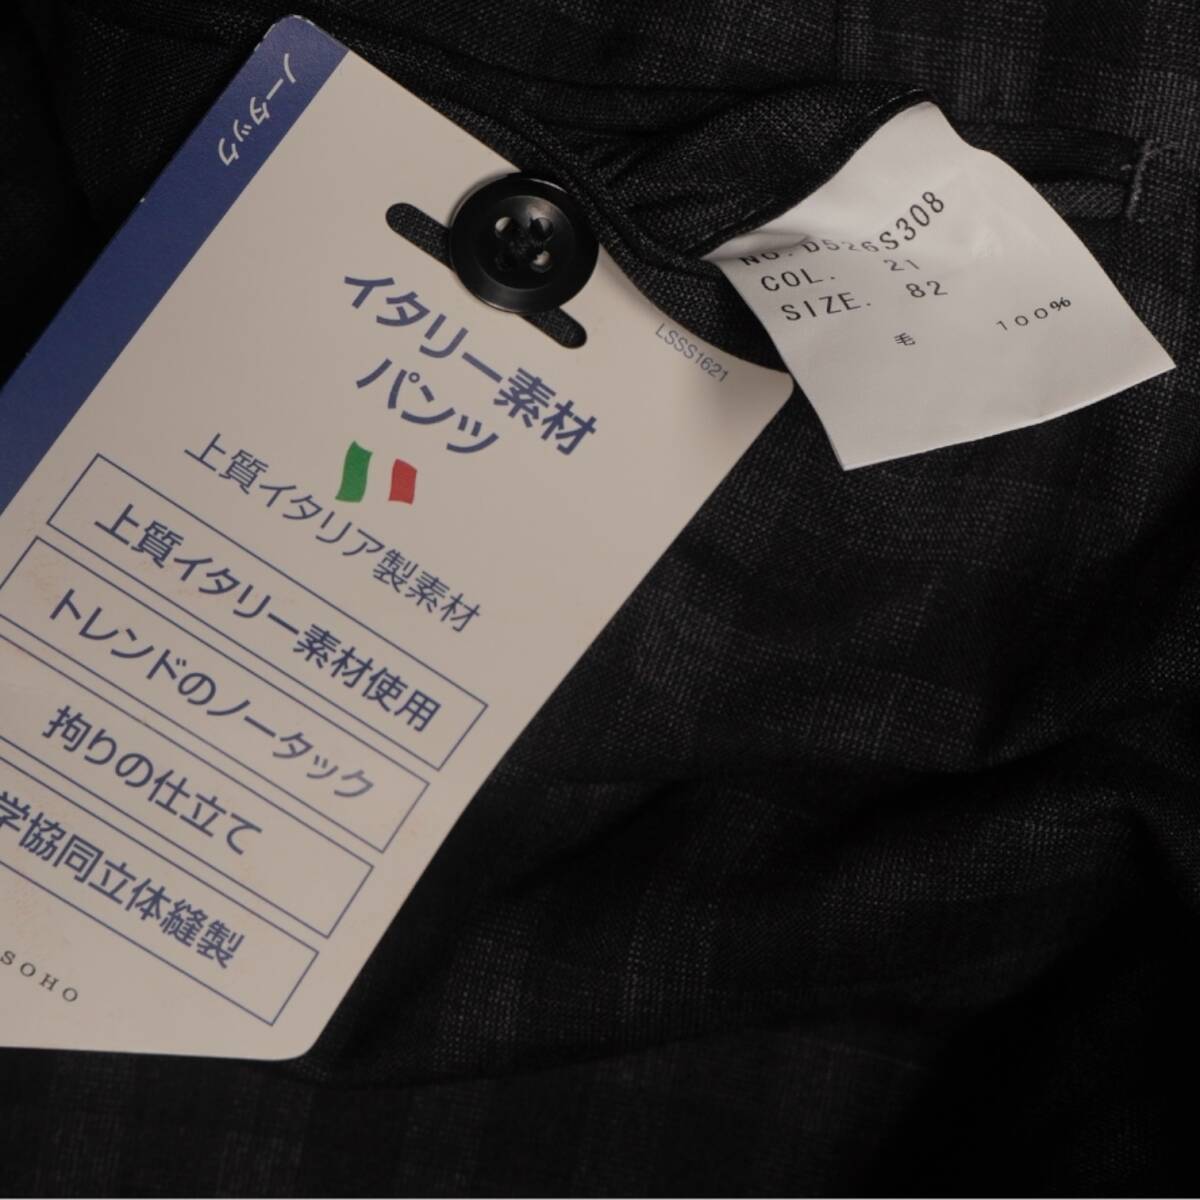 ノータック
イタリー素材
パンツ
LSSS1621
上質イタリア製素材
上質イタリー素材使用
トレンドのノータック
拘りの仕立て
学協同立体縫製
SOHO
NO. D526S308
COL. 21
SIZE. 82
毛 100%